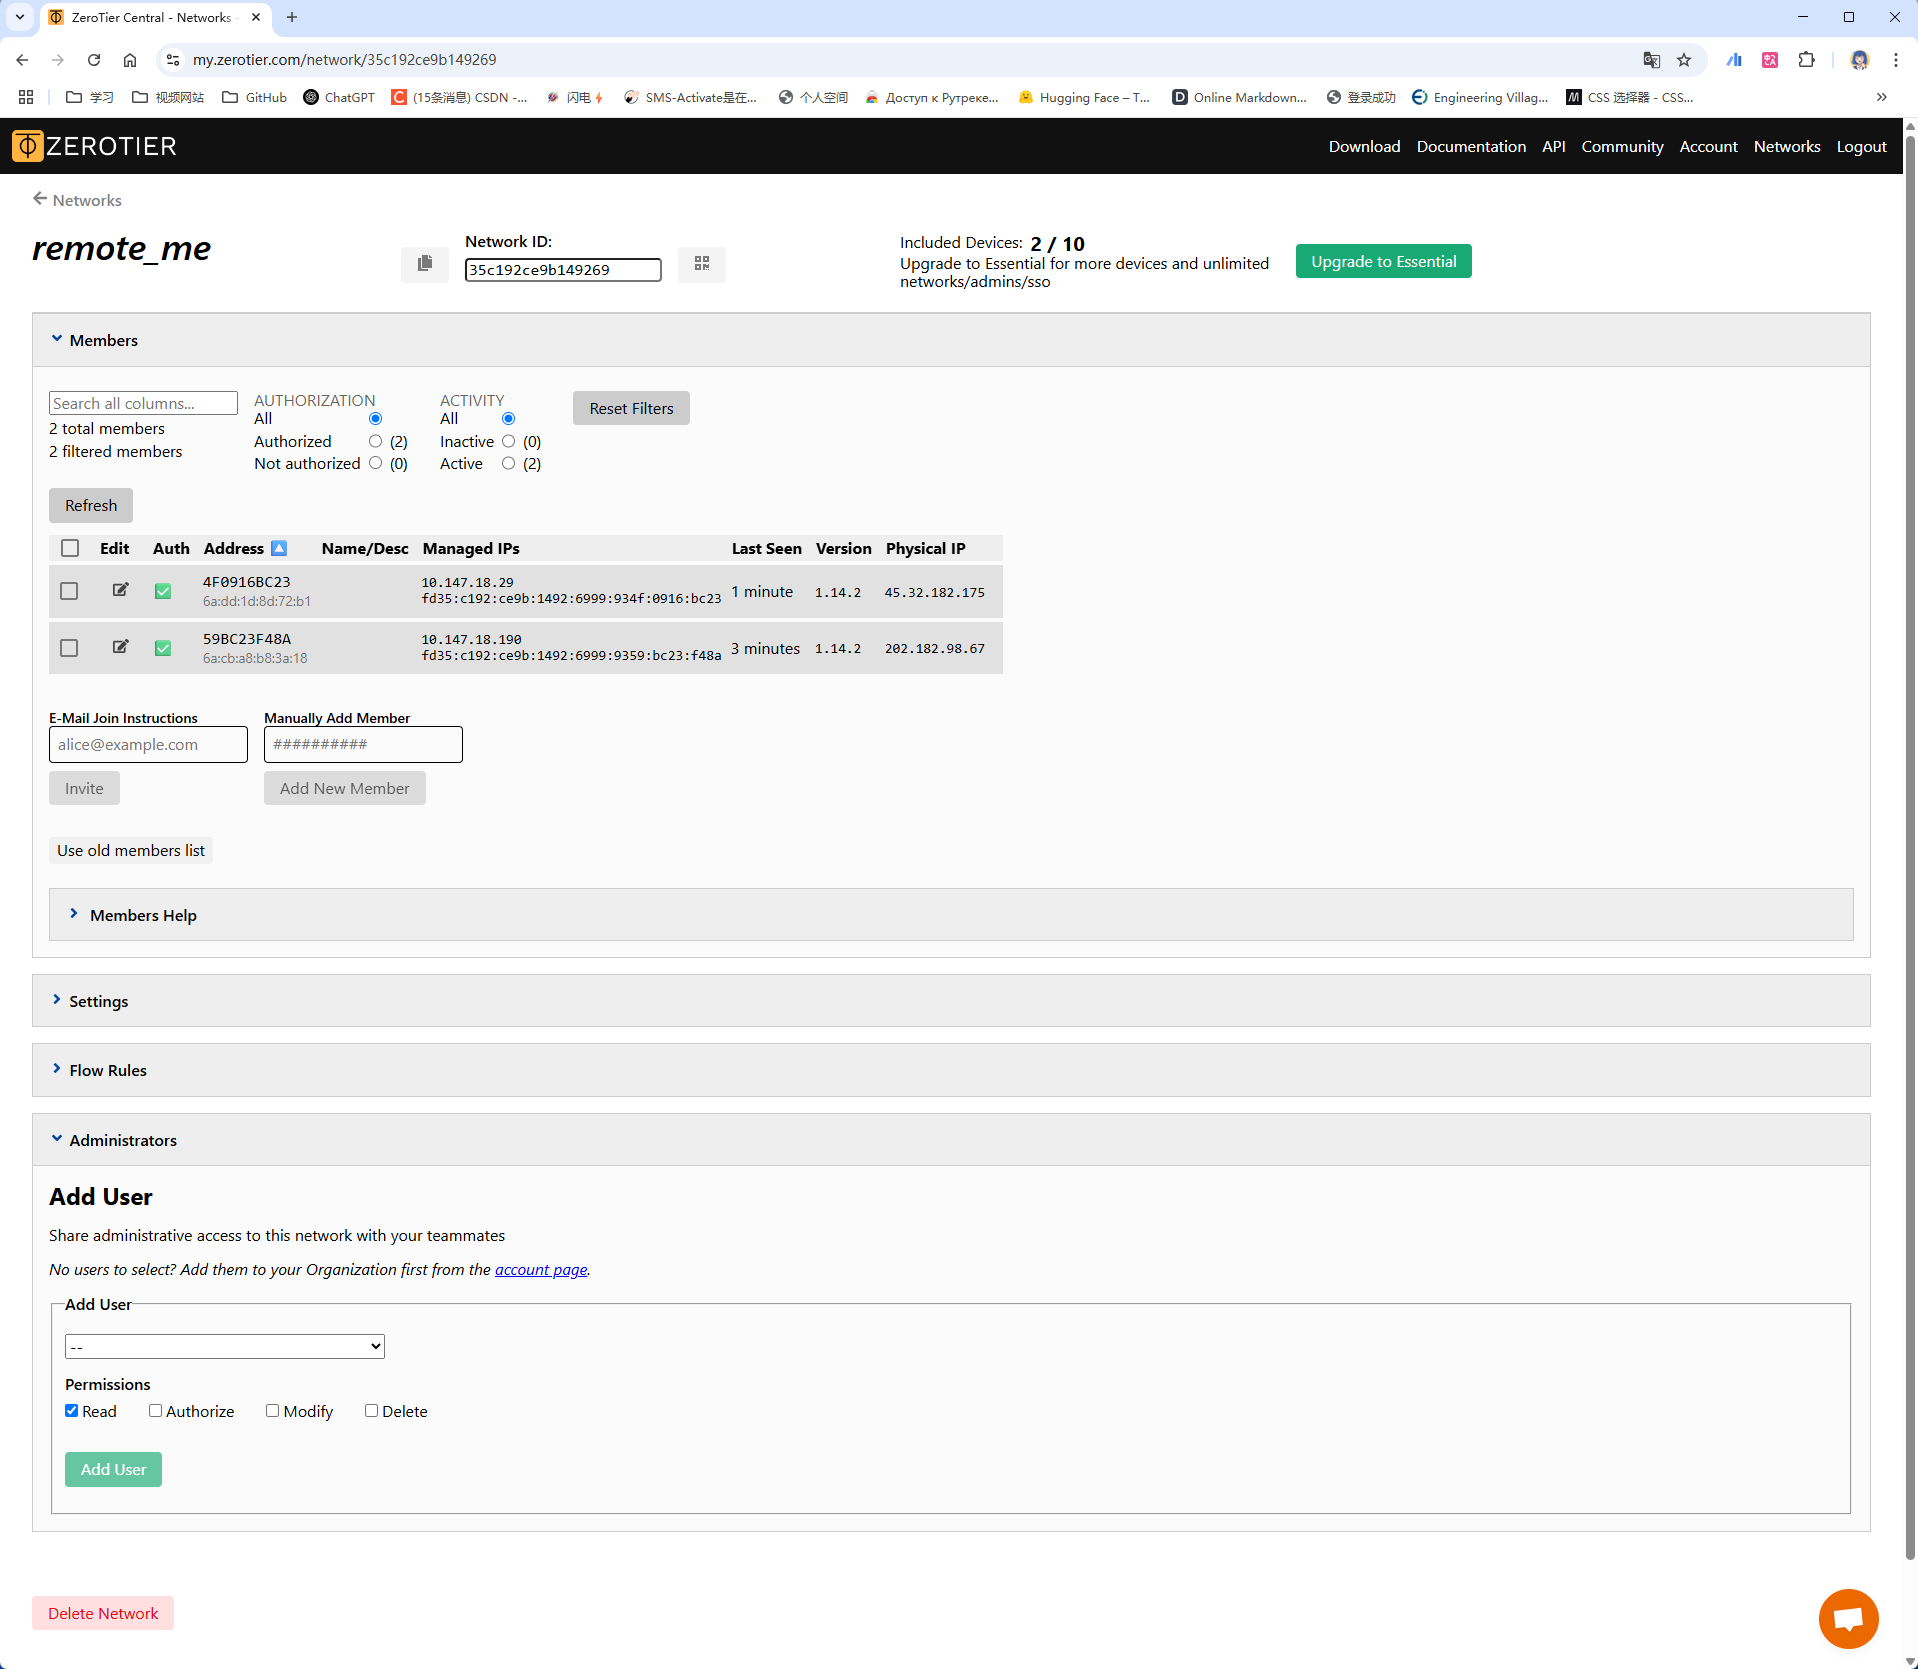 ZeroTier Central - Networks
my.zerotier.com/network/35c192ce9b149269
学习
视频网站
GitHub
ChatGPT
(15条消息) CSDN -...
闪电⚡
SMS-Activate是在...
个人空间
Доступ к Рутреке...
Hugging Face – T...
Online Markdown...
登录成功
Engineering Villag...
CSS 选择器 - CSS...
ZEROTIER
Download Documentation API Community Account Networks Logout
Networks
remote_me
Network ID:
35c192ce9b149269
Included Devices: 2 / 10
Upgrade to Essential for more devices and unlimited
networks/admins/sso
Upgrade to Essential
Members
Search all columns...
2 total members
2 filtered members
AUTHORIZATION
All
Authorized (2)
Not authorized (0)
ACTIVITY
All
Inactive (0)
Active (2)
Reset Filters
Refresh
Edit Auth Address Name/Desc Managed IPs Last Seen Version Physical IP
4F0916BC23 10.147.18.29
6a:dd:1d:8d:72:b1 fd35:c192:ce9b:1492:6999:934f:0916:bc23 1 minute 1.14.2 45.32.182.175
59BC23F48A 10.147.18.190
6a:cb:a8:b8:3a:18 fd35:c192:ce9b:1492:6999:9359:bc23:f48a 3 minutes 1.14.2 202.182.98.67
E-Mail Join Instructions
alice@example.com
Invite
Manually Add Member
##########
Add New Member
Use old members list
Members Help
Settings
Flow Rules
Administrators
Add User
Share administrative access to this network with your teammates
No users to select? Add them to your Organization first from the account page.
Add User
--
Permissions
Read Authorize Modify Delete
Add User
Delete Network